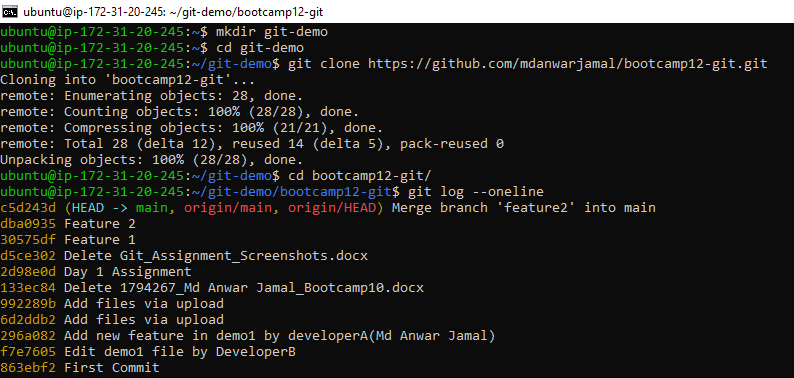 ubuntu@ip-172-31-20-245: ~/git-demo/bootcamp12-git
ubuntu@ip-172-31-20-245:~$ mkdir git-demo
ubuntu@ip-172-31-20-245:~$ cd git-demo
ubuntu@ip-172-31-20-245:~/git-demo$ git clone https://github.com/mdanwarjamal/bootcamp12-git.git
Cloning into 'bootcamp12-git'...
remote: Enumerating objects: 28, done.
remote: Counting objects: 100% (28/28), done.
remote: Compressing objects: 100% (21/21), done.
remote: Total 28 (delta 12), reused 14 (delta 5), pack-reused 0
Unpacking objects: 100% (28/28), done.
ubuntu@ip-172-31-20-245:~/git-demo$ cd bootcamp12-git/
ubuntu@ip-172-31-20-245:~/git-demo/bootcamp12-git$ git log --oneline
c5d243d (HEAD -> main, origin/main, origin/HEAD) Merge branch 'feature2' into main
dba0935 Feature 2
30575df Feature 1
d5ce302 Delete Git_Assignment_Screenshots.docx
2d98e0d Day 1 Assignment
133ec84 Delete 1794267_Md Anwar Jamal_Bootcamp10.docx
992289b Add files via upload
6d2ddb2 Add files via upload
296a082 Add new feature in demo1 by developerA(Md Anwar Jamal)
f7e7605 Edit demo1 file by DeveloperB
863ebf2 First Commit